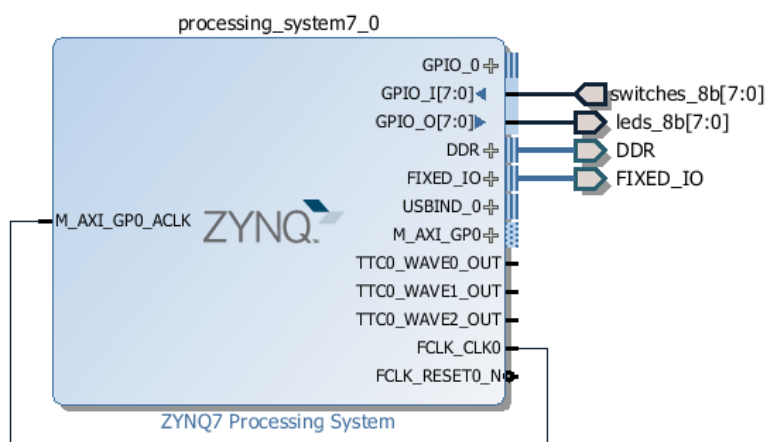 processing_system7_0
GPIO_0
GPIO_I[7:0]
switches_8b[7:0]
GPIO_O[7:0]
leds_8b[7:0]
DDR
DDR
FIXED_IO
FIXED_IO
USBIND_0
M_AXI_GP0_ACLK
ZYNQ
M_AXI_GP0
TTC0_WAVE0_OUT
TTC0_WAVE1_OUT
TTC0_WAVE2_OUT
FCLK_CLK0
FCLK_RESET0_N
ZYNQ7 Processing System